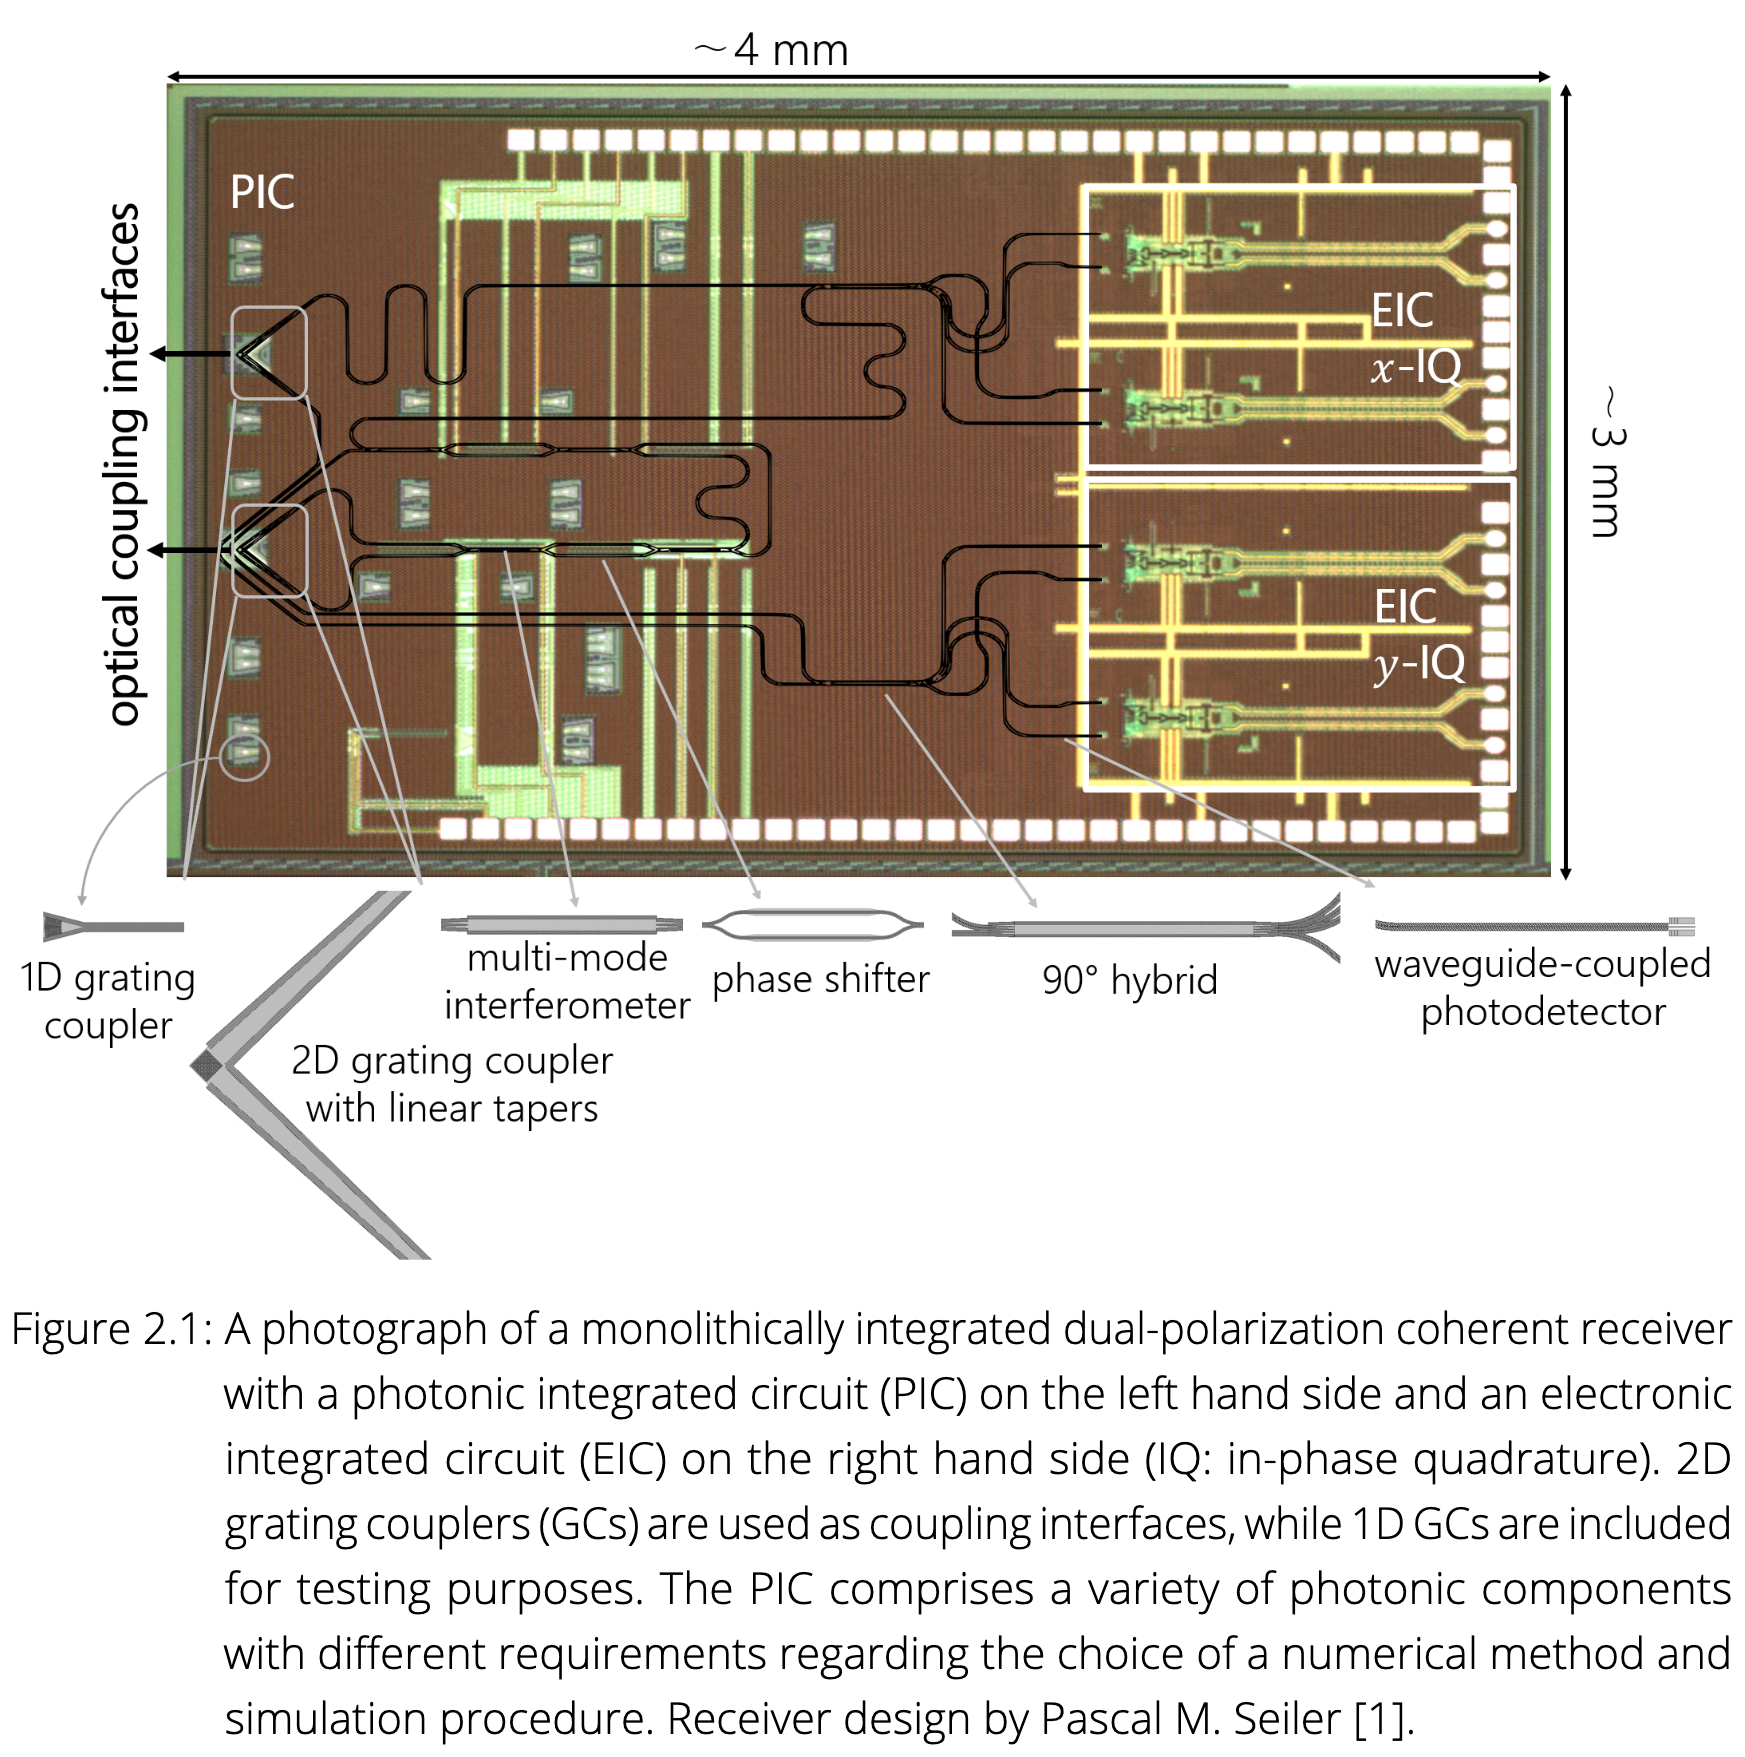 ~4 mm
PIC
optical coupling interfaces
EIC
x-IQ
~3 mm
EIC
y-IQ
1D grating
coupler
multi-mode
interferometer
phase shifter
90° hybrid
waveguide-coupled
photodetector
2D grating coupler
with linear tapers
Figure 2.1: A photograph of a monolithically integrated dual-polarization coherent receiver
with a photonic integrated circuit (PIC) on the left hand side and an electronic
integrated circuit (EIC) on the right hand side (IQ: in-phase quadrature). 2D
grating couplers (GCs) are used as coupling interfaces, while 1D GCs are included
for testing purposes. The PIC comprises a variety of photonic components
with different requirements regarding the choice of a numerical method and
simulation procedure. Receiver design by Pascal M. Seiler [1].